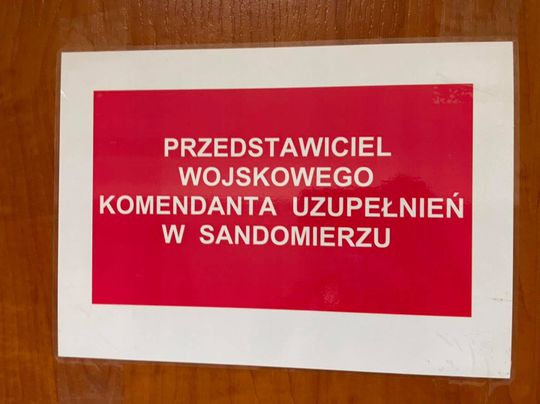 PRZEDSTAWICIEL
WOJSKOWEGO
KOMENDANTA UZUPEŁNIEŃ
W SANDOMIERZU